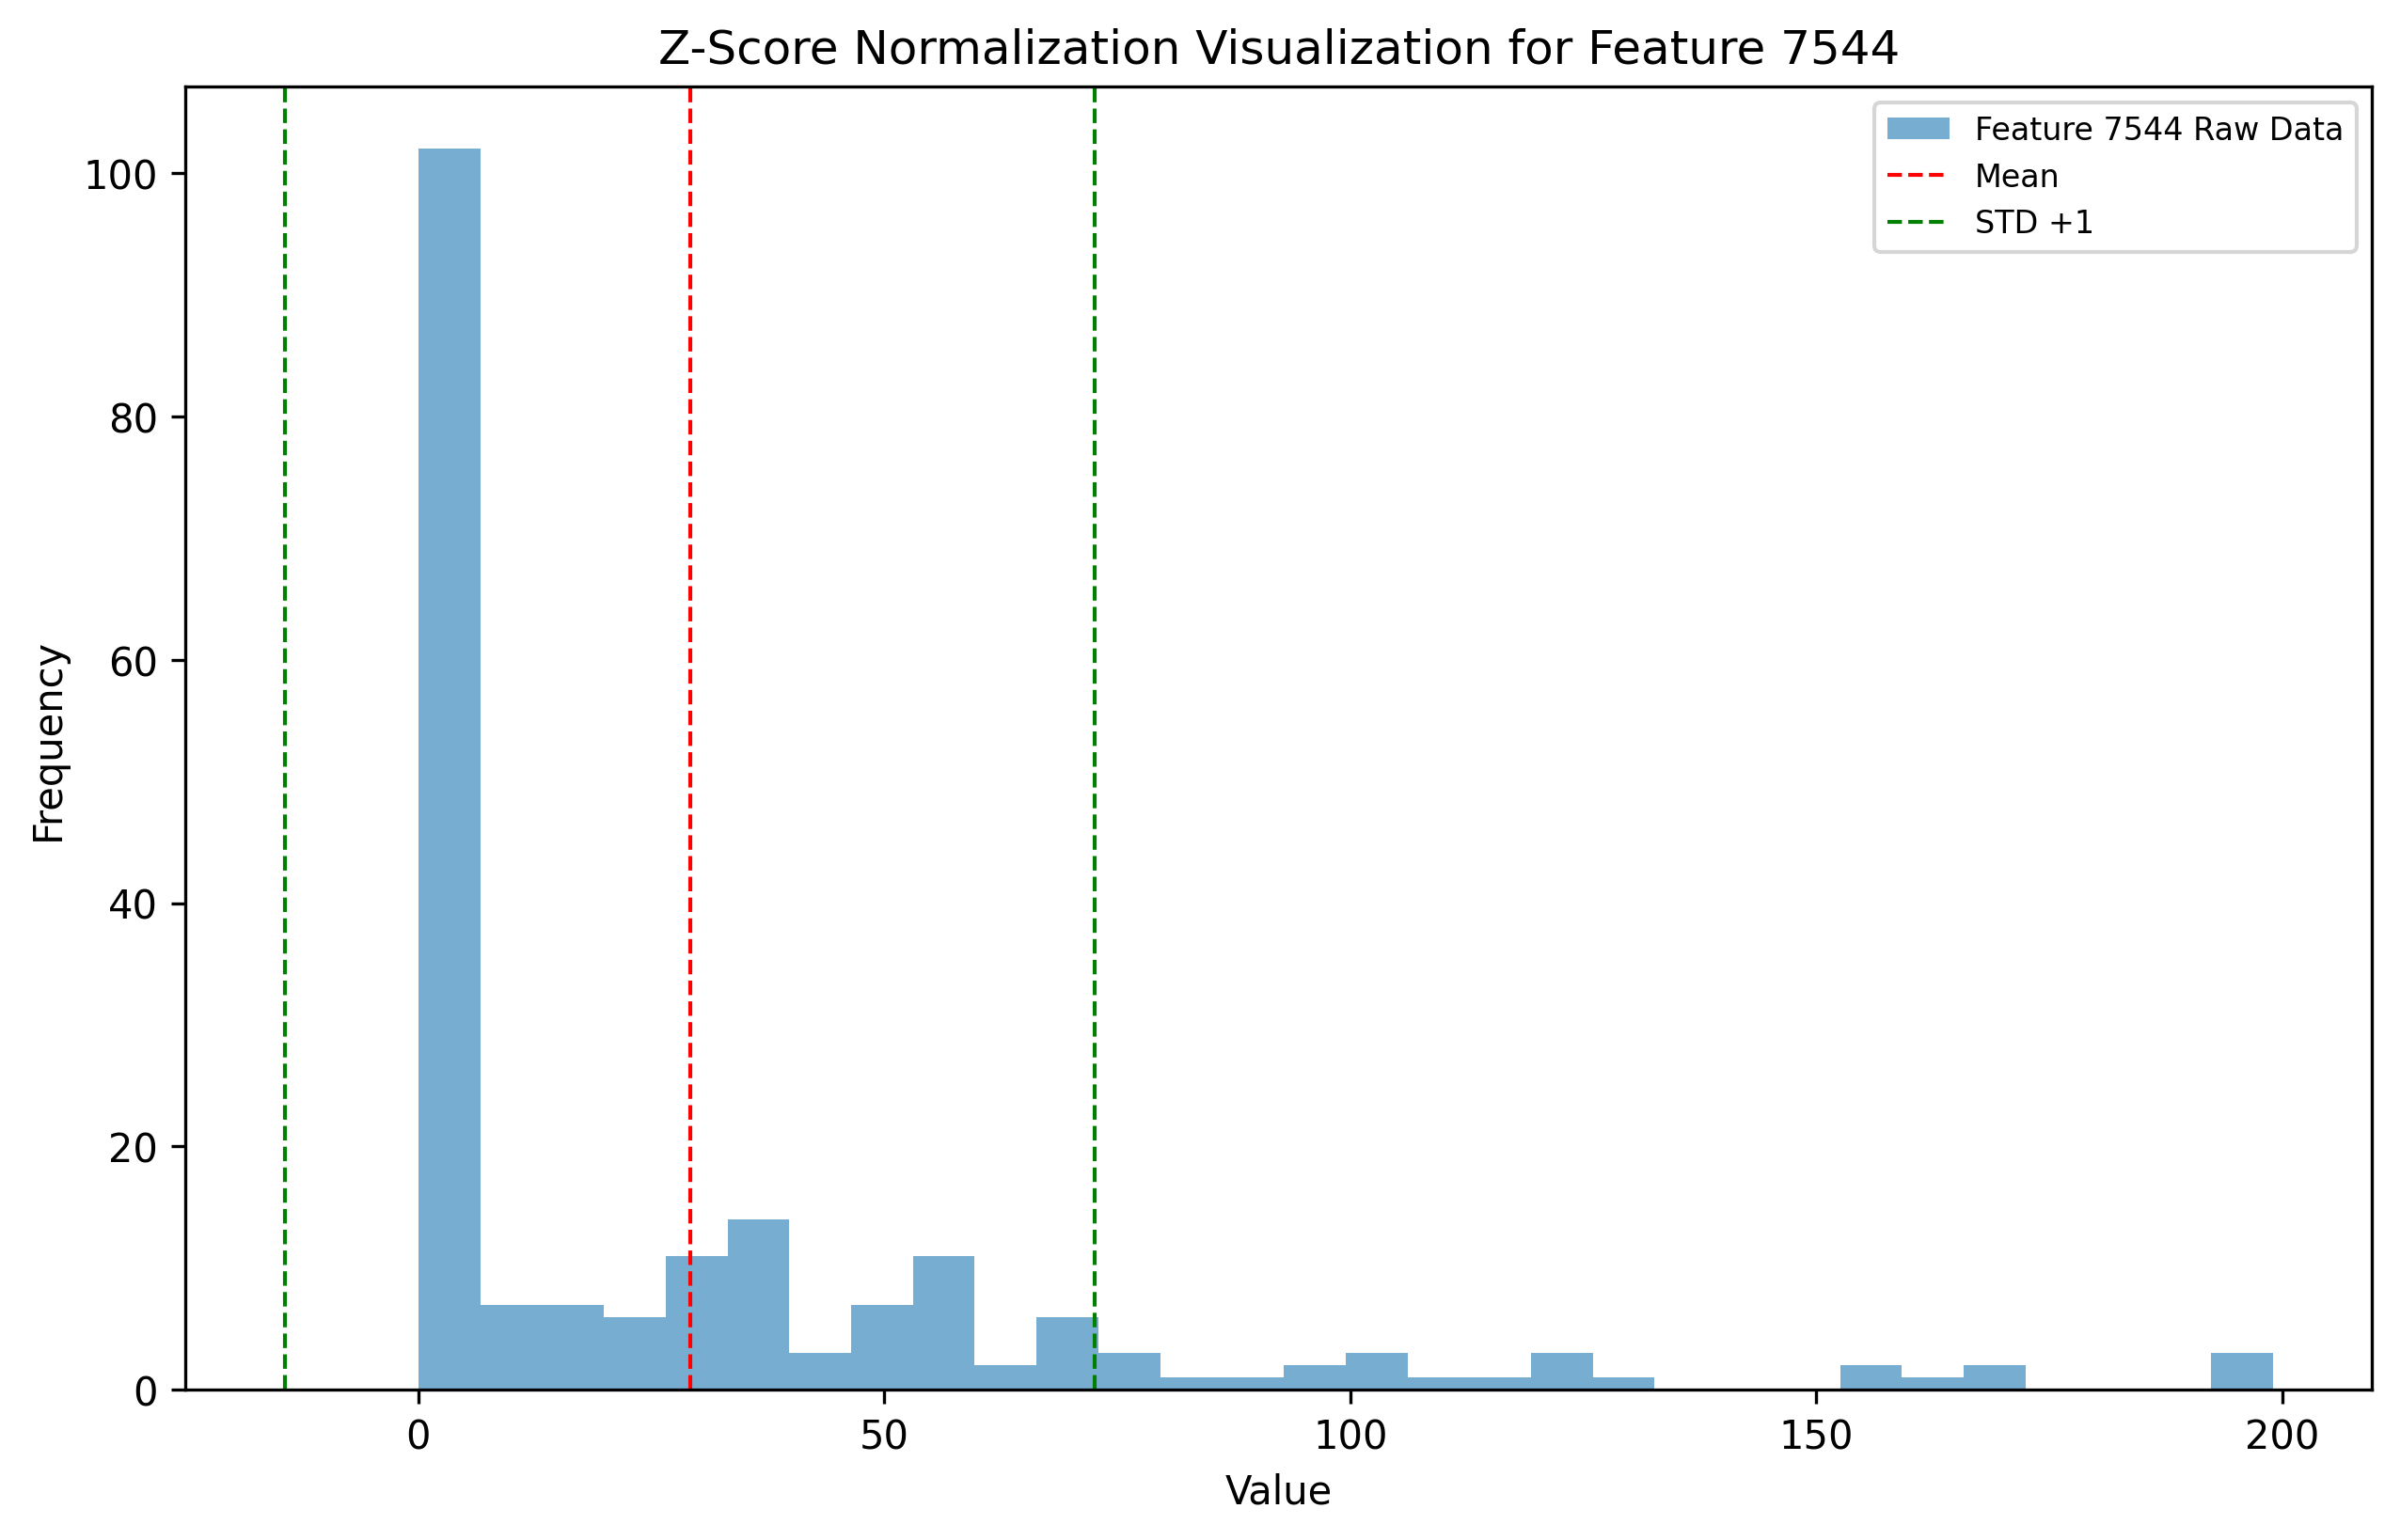 Z-Score Normalization Visualization for Feature 7544
Feature 7544 Raw Data
Mean
STD +1
Frequency
100
80
60
40
20
0
0 50 100 150 200
Value